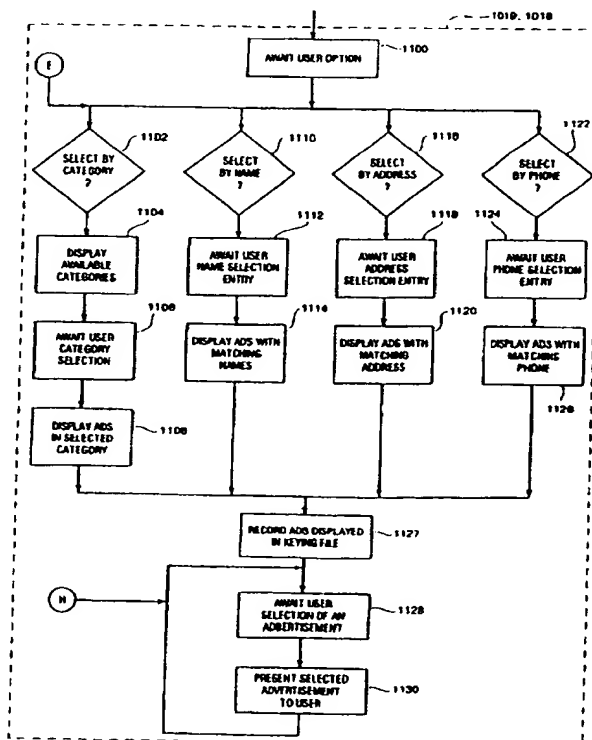 1019, 1018
AWAIT USER OPTION
1100
E
1102
SELECT BY
CATEGORY
?
1110
SELECT
BY NAME
?
1116
SELECT
BY ADDRESS
?
1122
SELECT
BY PHONE
?
1104
DISPLAY
AVAILABLE
CATEGORIES
1112
AWAIT USER
NAME SELECTION
ENTRY
1118
AWAIT USER
ADDRESS
SELECTION ENTRY
1124
AWAIT USER
PHONE SELECTION
ENTRY
1106
AWAIT USER
CATEGORY
SELECTION
1114
DISPLAY ADS WITH
MATCHING
NAMES
1120
DISPLAY ADS WITH
MATCHING
ADDRESS
DISPLAY ADS WITH
MATCHING
PHONE
1126
DISPLAY ADS
IN SELECTED
CATEGORY
1108
RECORD ADS DISPLAYED
IN KEYING FILE
1127
H
AWAIT USER
SELECTION OF AN
ADVERTISEMENT
1128
PRESENT SELECTED
ADVERTISEMENT
TO USER
1130